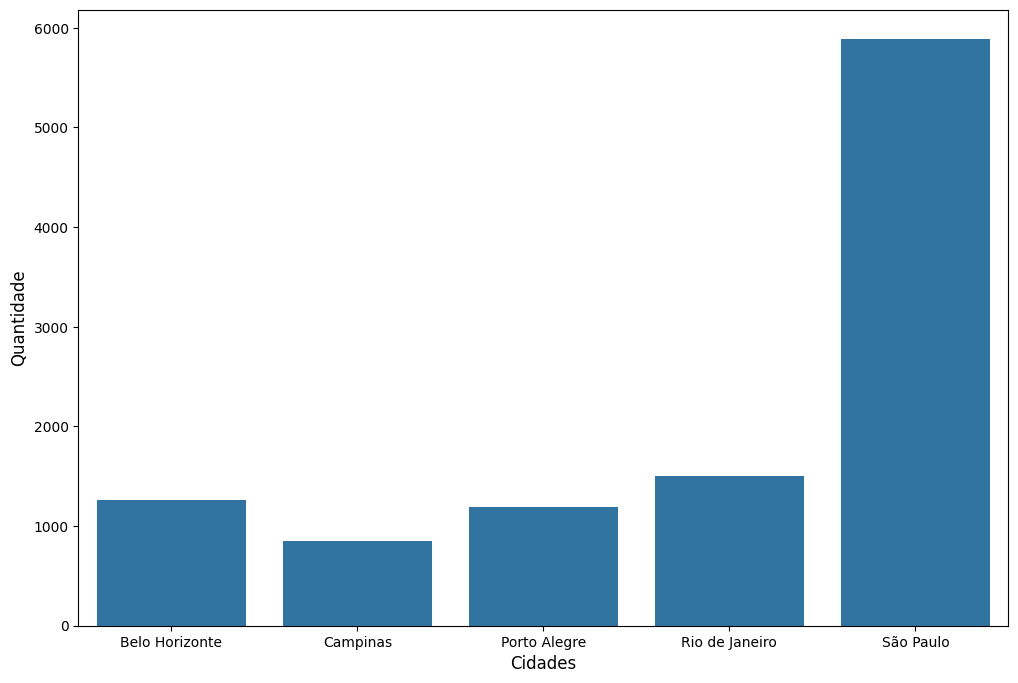 6000
5000
4000
3000
2000
1000
0
Quantidade
Belo Horizonte
Campinas
Porto Alegre
Rio de Janeiro
São Paulo
Cidades